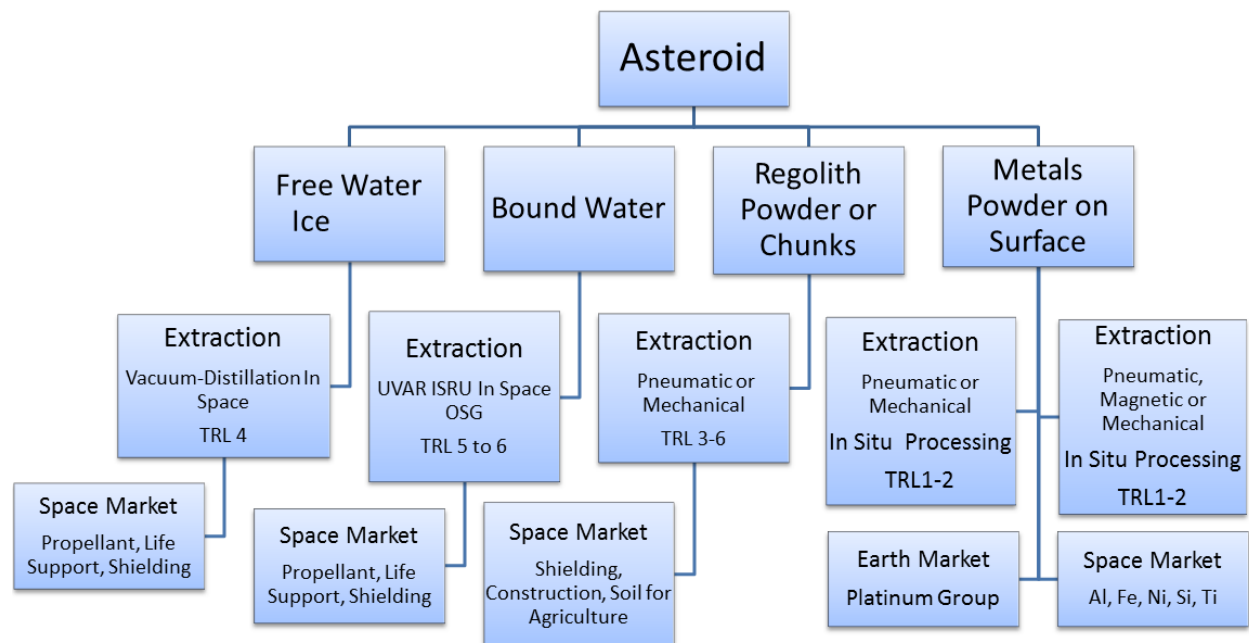 Asteroid
Free Water
Ice
Bound Water
Regolith
Powder or
Chunks
Metals
Powder on
Surface
Extraction
Vacuum-Distillation In
Space
TRL 4
Extraction
UVAR ISRU In Space
OSG
TRL 5 to 6
Extraction
Pneumatic or
Mechanical
TRL 3-6
Extraction
Pneumatic or
Mechanical
In Situ Processing
TRL1-2
Extraction
Pneumatic,
Magnetic or
Mechanical
In Situ Processing
TRL1-2
Space Market
Propellant, Life
Support, Shielding
Space Market
Propellant, Life
Support, Shielding
Space Market
Shielding,
Construction, Soil for
Agriculture
Earth Market
Platinum Group
Space Market
Al, Fe, Ni, Si, Ti